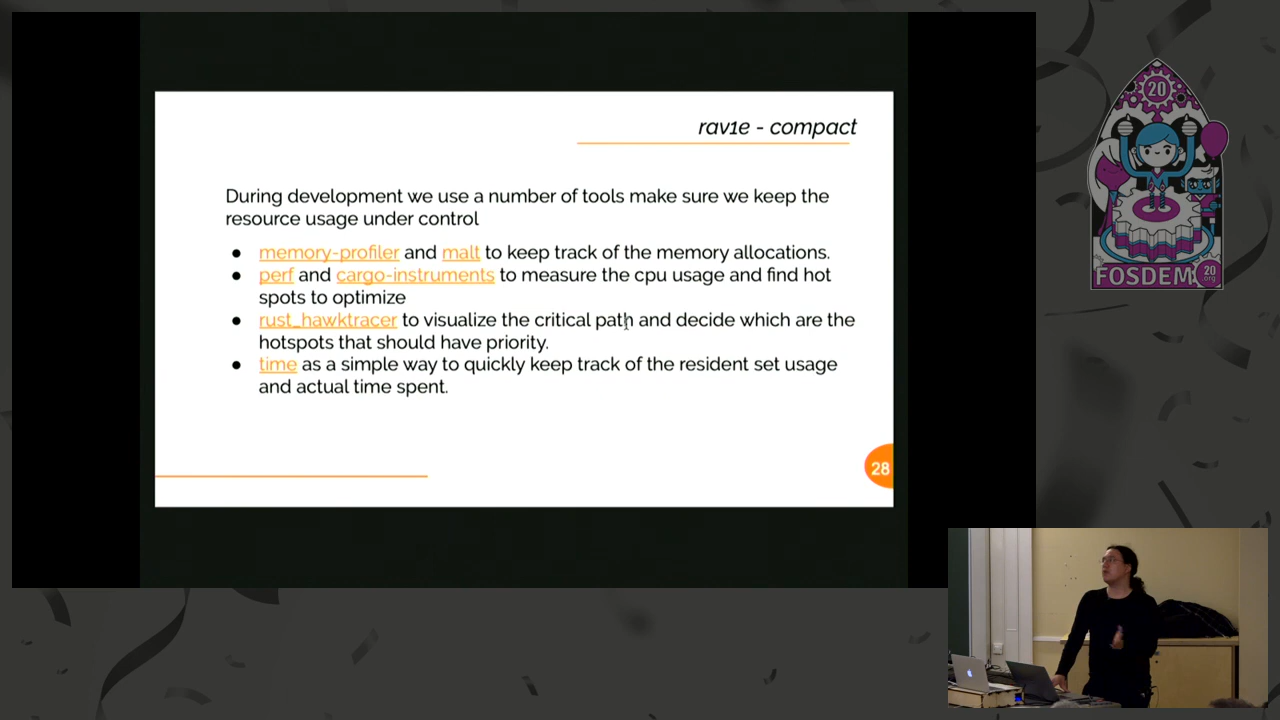 rav1e - compact
During development we use a number of tools make sure we keep the
resource usage under control
● memory-profiler and malt to keep track of the memory allocations.
● perf and cargo-instruments to measure the cpu usage and find hot
spots to optimize
● rust_hawktracer to visualize the critical path and decide which are the
hotspots that should have priority.
● time as a simple way to quickly keep track of the resident set usage
and actual time spent.
28
20
FOSDEM 20
.org